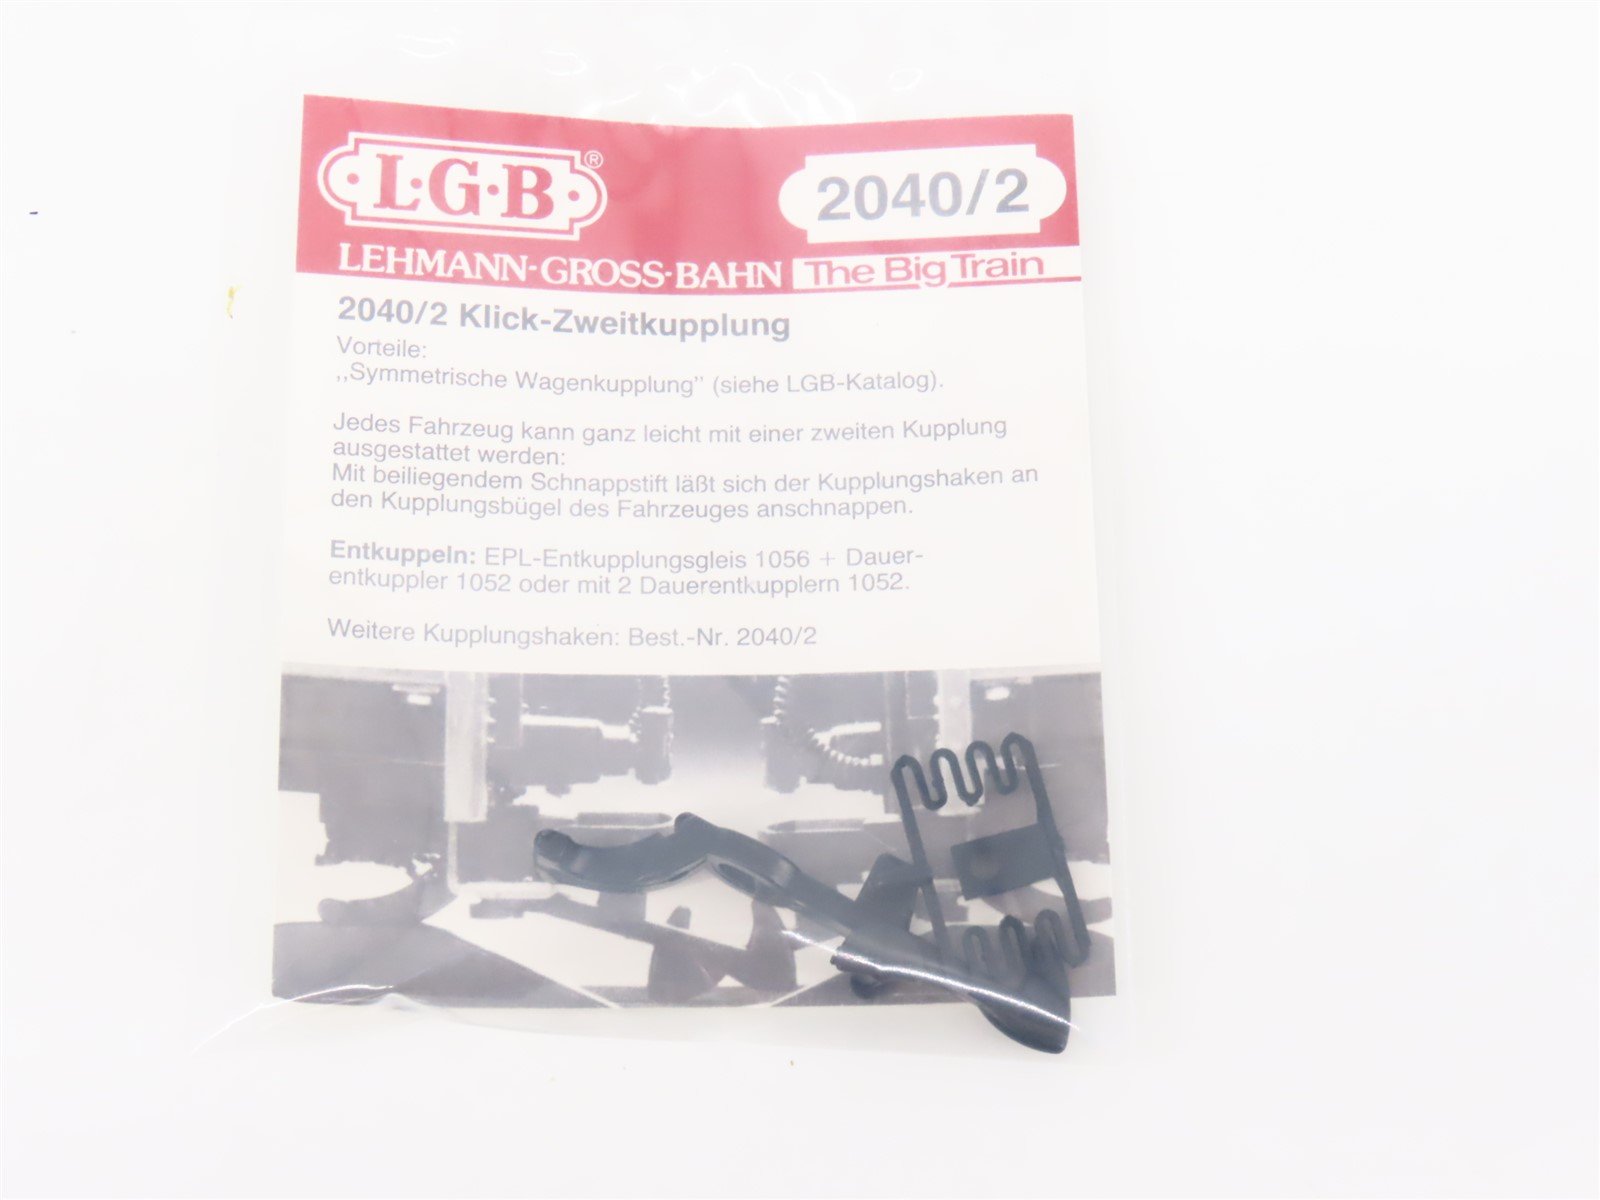 L·G·B®
2040/2
LEHMANN-GROSS-BAHN The Big Train
2040/2 Klick-Zweitkupplung
Vorteile:
,,Symmetrische Wagenkupplung" (siehe LGB-Katalog).
Jedes Fahrzeug kann ganz leicht mit einer zweiten Kupplung
ausgestattet werden:
Mit beiliegendem Schnappstift läßt sich der Kupplungshaken an
den Kupplungsbügel des Fahrzeuges anschnappen.
Entkuppeln: EPL-Entkupplungsgleis 1056 + Dauer-
entkuppler 1052 oder mit 2 Dauerentkupplern 1052.
Weitere Kupplungshaken: Best.-Nr. 2040/2